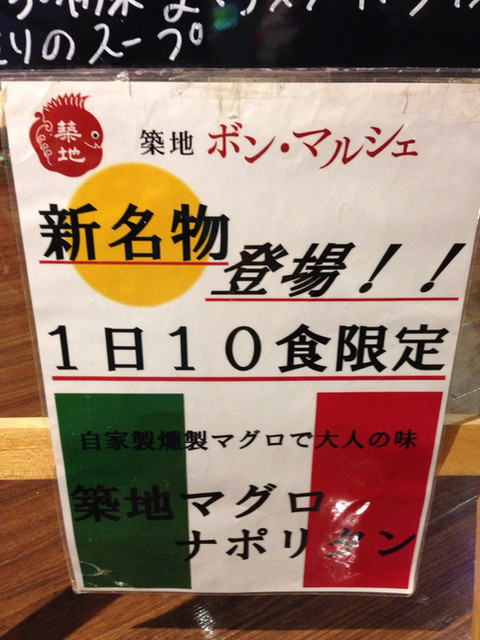 りのスープ
築地
築地 ボン・マルシェ
新名物
登場!!
1日10食限定
自家製燻製マグロで大人の味
築地マグロ
ナポリタン